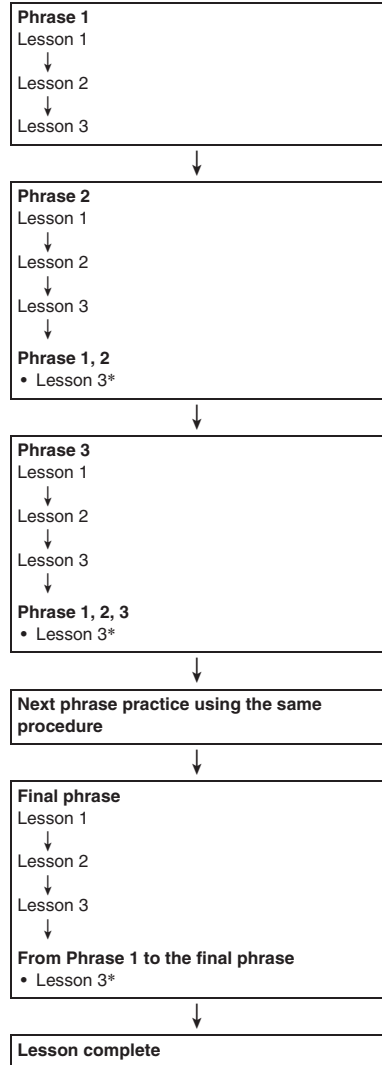 Phrase 1
Lesson 1
Lesson 2
Lesson 3
Phrase 2
Lesson 1
Lesson 2
Lesson 3
Phrase 1, 2
• Lesson 3*
Phrase 3
Lesson 1
Lesson 2
Lesson 3
Phrase 1, 2, 3
• Lesson 3*
Next phrase practice using the same
procedure
Final phrase
Lesson 1
Lesson 2
Lesson 3
From Phrase 1 to the final phrase
• Lesson 3*
Lesson complete